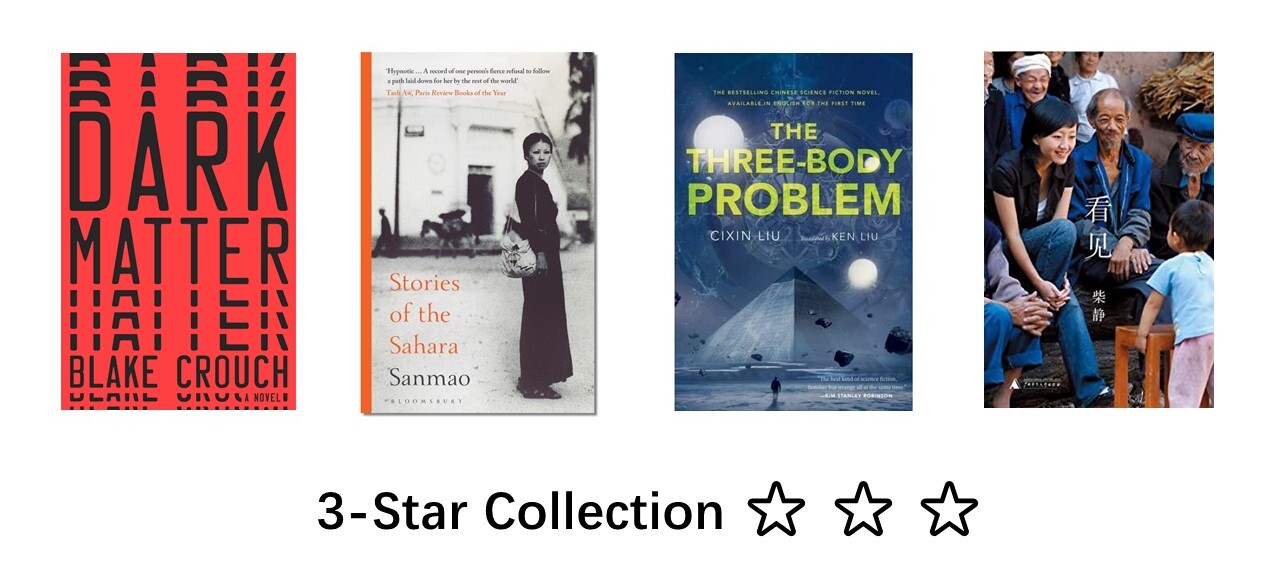 DARK
MATTER
BLAKE CROUCH
A NOVEL
'Hypnotic ... A record of one person's fierce refusal to follow
a path laid down for her by the rest of the world'
Tash Aw, Paris Review Books of the Year
Stories
of the
Sahara
Sanmao
BLOOMSBURY
THE BESTSELLING CHINESE SCIENCE FICTION NOVEL,
AVAILABLE IN ENGLISH FOR THE FIRST TIME
THE
THREE-BODY
PROBLEM
CIXIN LIU Translated by KEN LIU
"The best kind of science fiction,
familiar but strange all at the same time."
—KIM STANLEY ROBINSON
看见
柴静
3-Star Collection